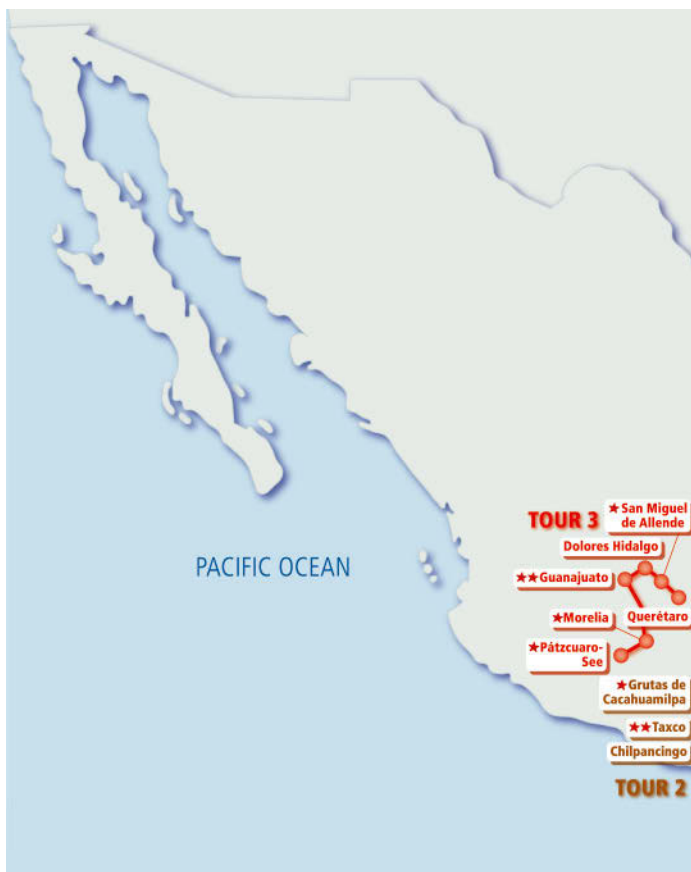 ★ San Miguel
de Allende
TOUR 3
Dolores Hidalgo
★★Guanajuato
PACIFIC OCEAN
★Morelia
Querétaro
★Pátzcuaro-
See
★Grutas de
Cacahuamilpa
★★Taxco
Chilpancingo
TOUR 2